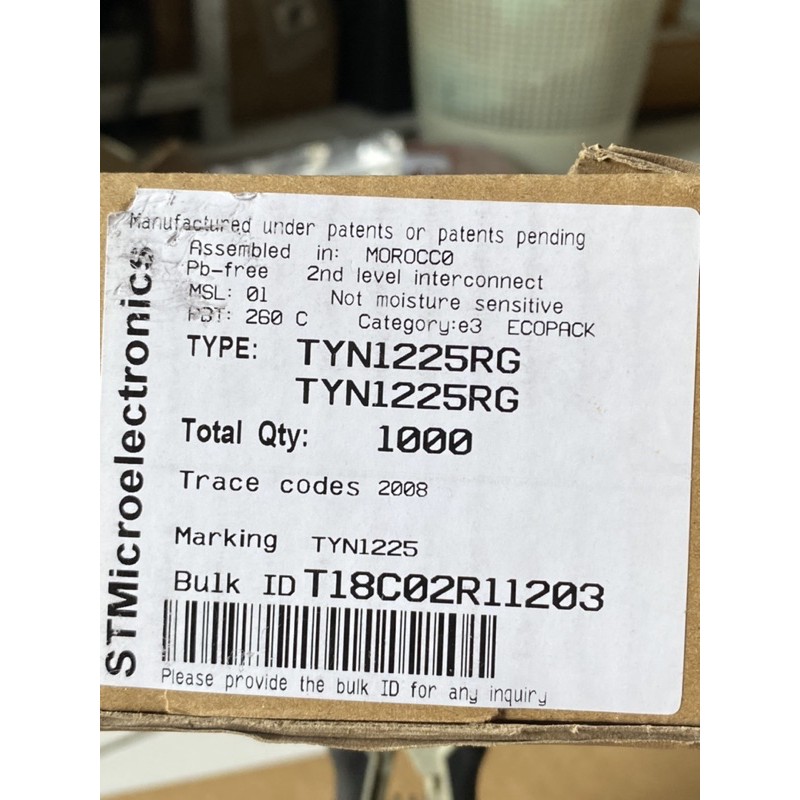 Manufactured under patents or patents pending
Assembled in: MOROCCO
Pb-free 2nd level interconnect
MSL: 01 Not moisture sensitive
PBT: 260 C Category:e3 ECOPACK
TYPE: TYN1225RG
TYN1225RG
Total Qty: 1000
Trace codes 2008
Marking TYN1225
Bulk ID T18C02R11203
Please provide the bulk ID for any inquiry
STMicroelectronics